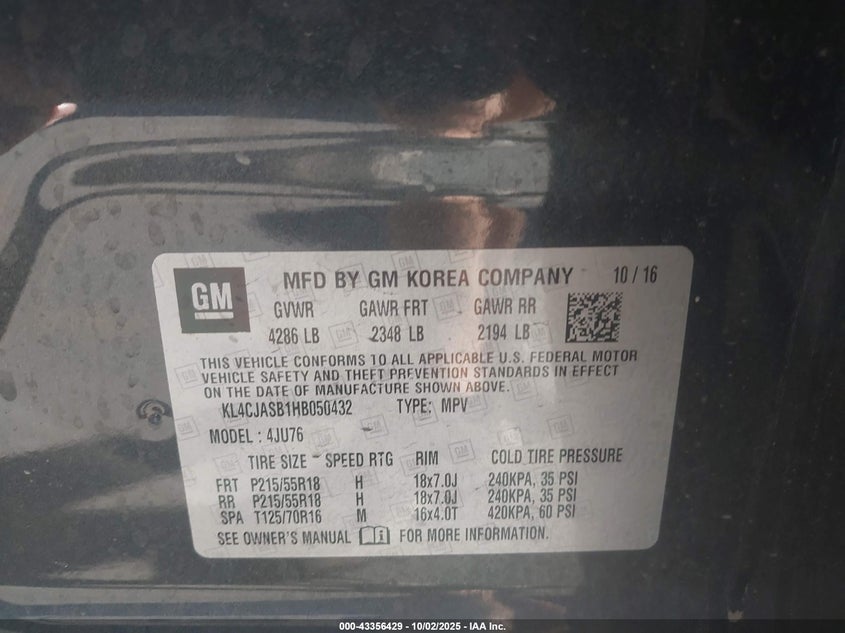 GM MFD BY GM KOREA COMPANY 10 / 16
GVWR GAWR FRT GAWR RR
4286 LB 2348 LB 2194 LB
THIS VEHICLE CONFORMS TO ALL APPLICABLE U.S. FEDERAL MOTOR
VEHICLE SAFETY AND THEFT PREVENTION STANDARDS IN EFFECT
ON THE DATE OF MANUFACTURE SHOWN ABOVE.
KL4CJASB1HB050432 TYPE: MPV
MODEL : 4JU76
TIRE SIZE SPEED RTG RIM COLD TIRE PRESSURE
FRT P215/55R18 H 18x7.0J 240KPA, 35 PSI
RR P215/55R18 H 18x7.0J 240KPA, 35 PSI
SPA T125/70R16 M 16x4.0T 420KPA, 60 PSI
SEE OWNER'S MANUAL FOR MORE INFORMATION.
000-43356429 - 10/02/2025 - IAA Inc.